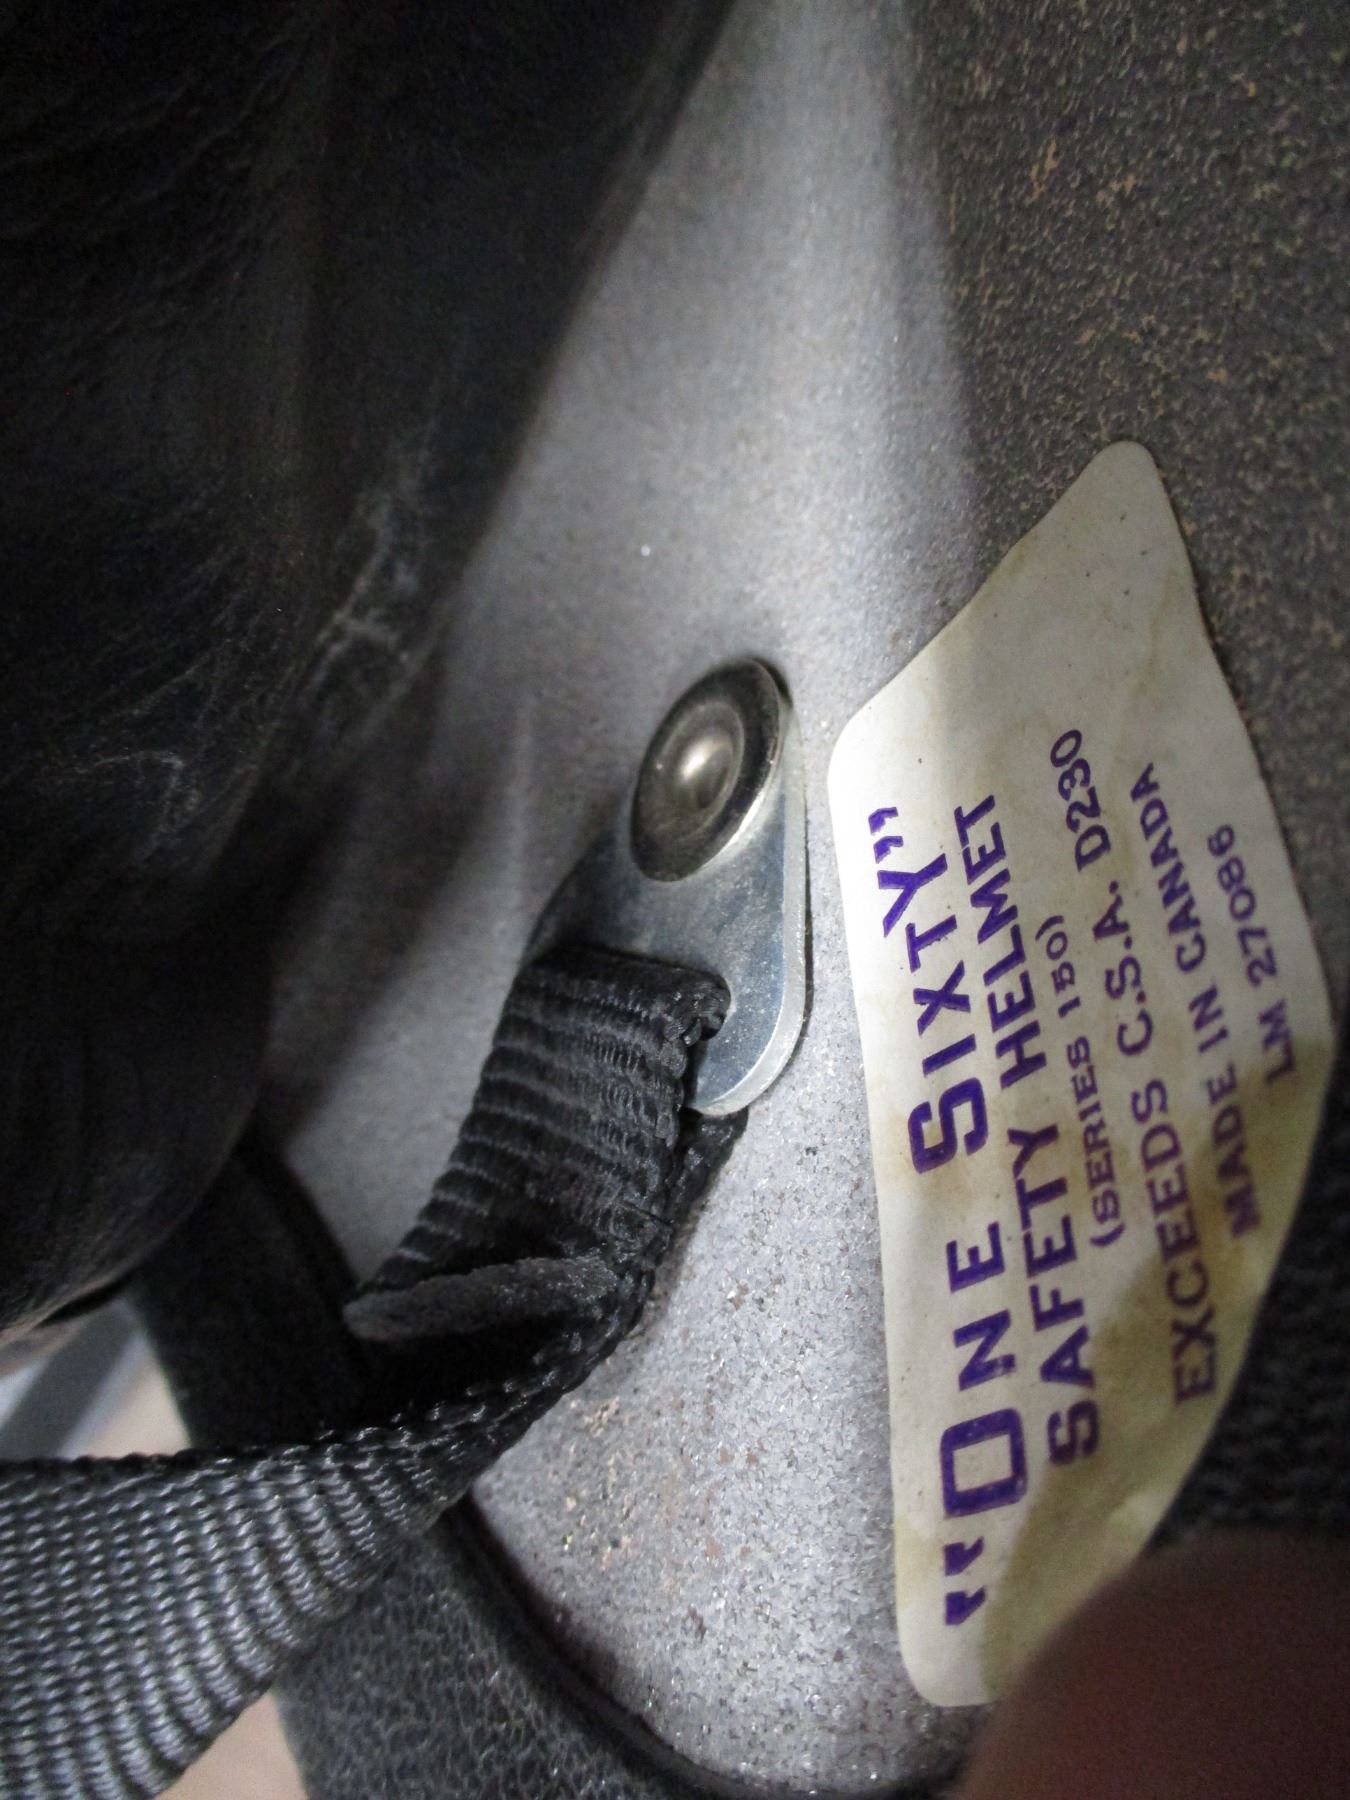 "ONE SIXTY"
SAFETY HELMET
(SERIES 150)
EXCEEDS C.S.A. D230
MADE IN CANADA
LM 27086